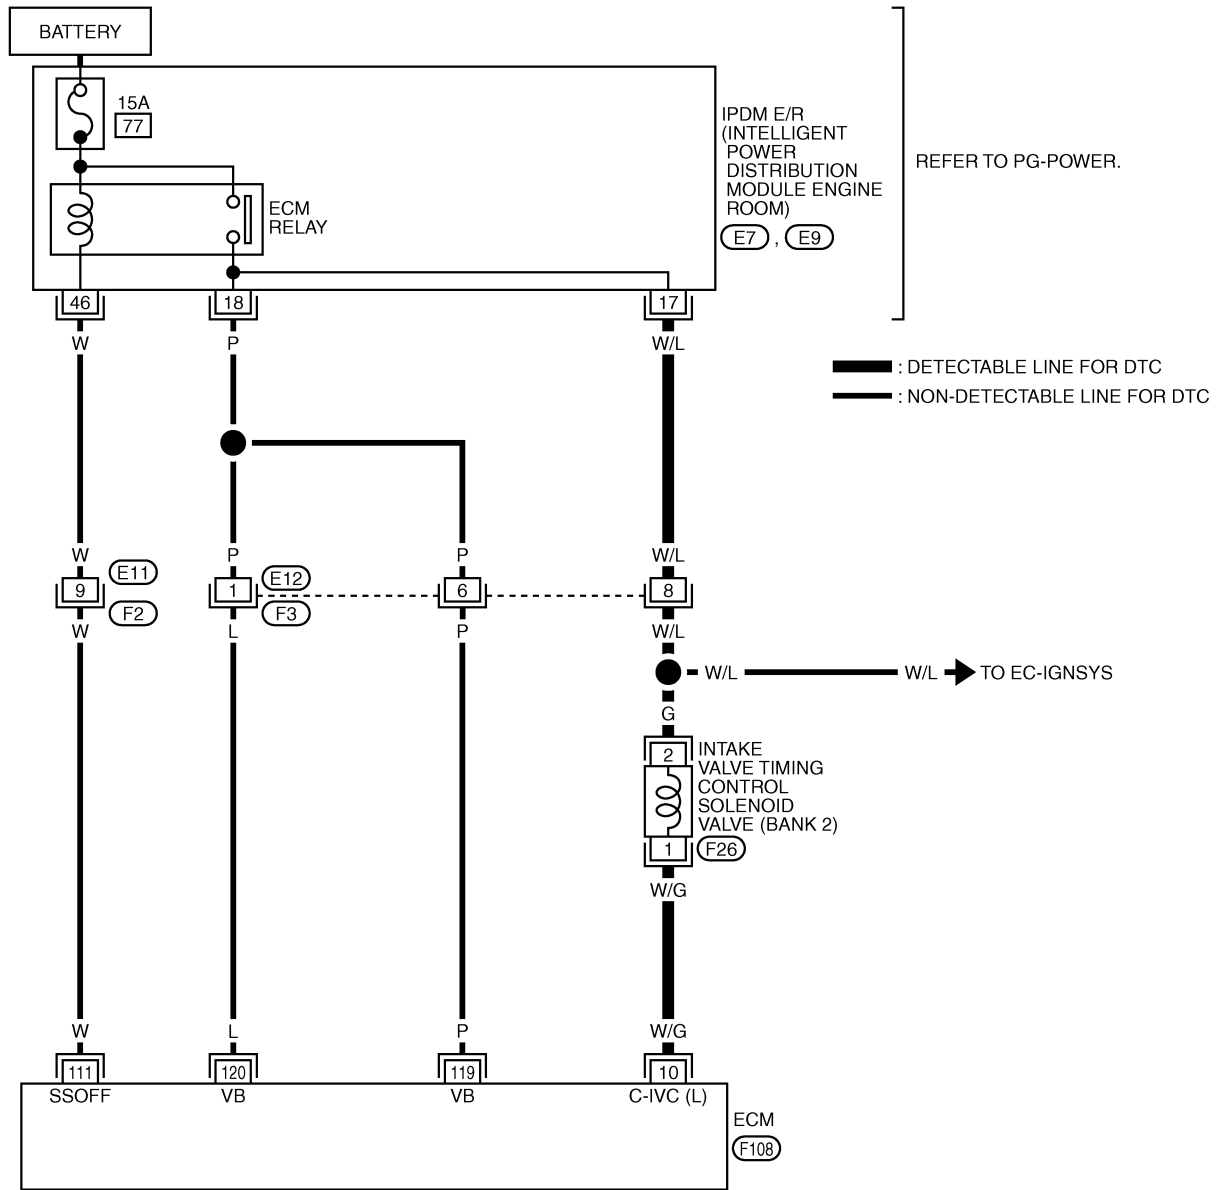 BATTERY
15A
77
ECM
RELAY
IPDM E/R
(INTELLIGENT
POWER
DISTRIBUTION
MODULE ENGINE
ROOM)
E7 , E9
REFER TO PG-POWER.
46 18 17
W P W/L
: DETECTABLE LINE FOR DTC
: NON-DETECTABLE LINE FOR DTC
W P P W/L
E11 E12
9 1 6 8
F2 F3
W L P W/L
W/L W/L TO EC-IGNSYS
G
2
INTAKE
VALVE TIMING
CONTROL
SOLENOID
VALVE (BANK 2)
1 F26
W/G
W L P W/G
111 120 119 10
SSOFF VB VB C-IVC (L)
ECM
F108